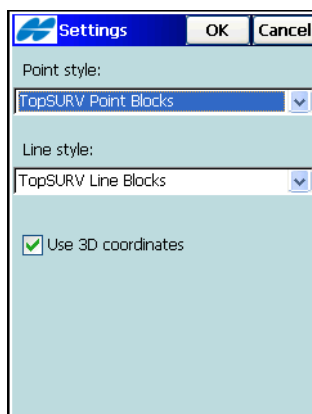 Settings OK Cancel
Point style:
TopSURV Point Blocks
Line style:
TopSURV Line Blocks
Use 3D coordinates